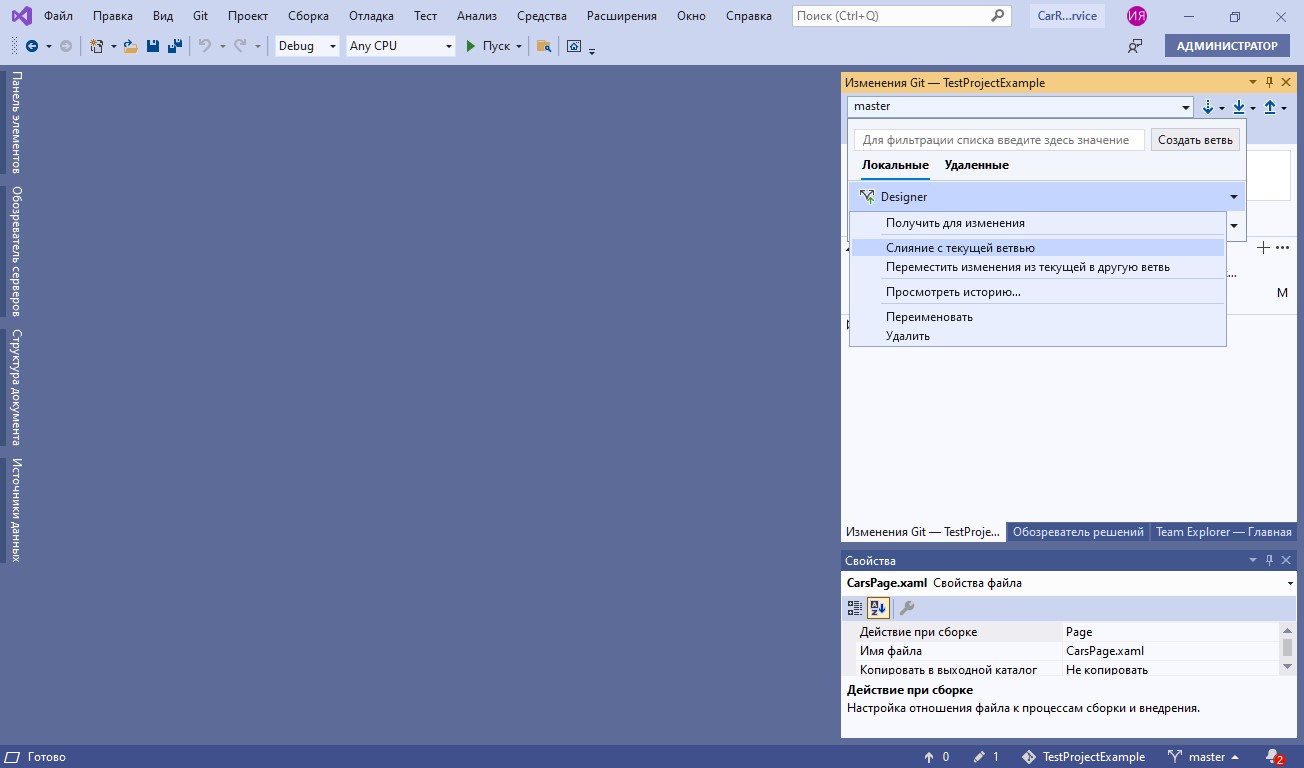 Файл Правка Вид Git Проект Сборка Отладка Тест Анализ Средства Расширения Окно Справка Поиск (Ctrl+Q) CarR...rvice ИЯ
Debug Any CPU Пуск АДМИНИСТРАТОР
Панель элементов
Обозреватель серверов
Структура документа
Источники данных
Изменения Git — TestProjectExample
master
Для фильтрации списка введите здесь значение Создать ветвь
Локальные Удаленные
Designer
Получить для изменения
Слияние с текущей ветвью
Переместить изменения из текущей в другую ветвь
Просмотреть историю...
M
Переименовать
Удалить
Изменения Git — TestProje... Обозреватель решений Team Explorer — Главная
Свойства
CarsPage.xaml Свойства файла
Действие при сборке Page
Имя файла CarsPage.xaml
Копировать в выходной каталог Не копировать
Действие при сборке
Настройка отношения файла к процессам сборки и внедрения.
Готово 0 1 TestProjectExample master 2